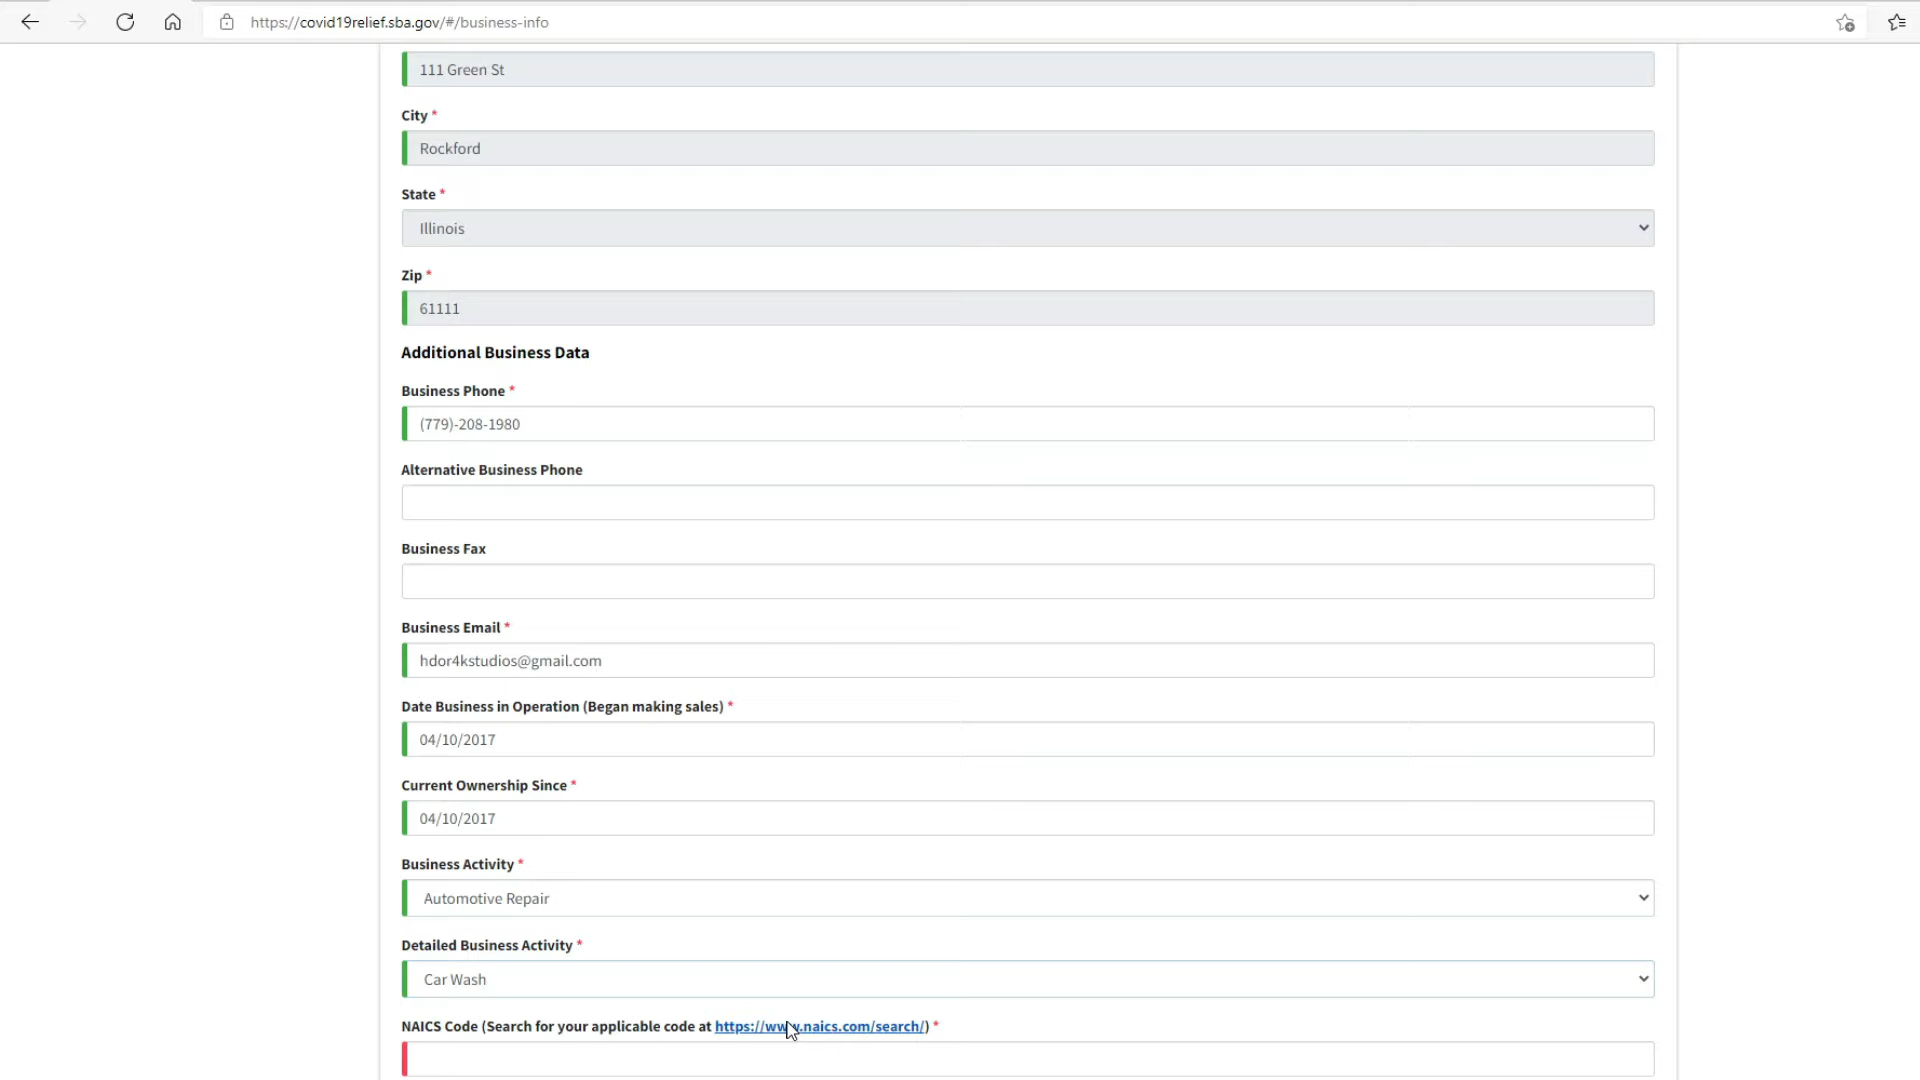 https://covid19relief.sba.gov/#/business-info
111 Green St
City *
Rockford
State *
Illinois
Zip *
61111
Additional Business Data
Business Phone *
(779)-208-1980
Alternative Business Phone
Business Fax
Business Email *
hdor4kstudios@gmail.com
Date Business in Operation (Began making sales) *
04/10/2017
Current Ownership Since *
04/10/2017
Business Activity *
Automotive Repair
Detailed Business Activity *
Car Wash
NAICS Code (Search for your applicable code at https://www.naics.com/search/) *